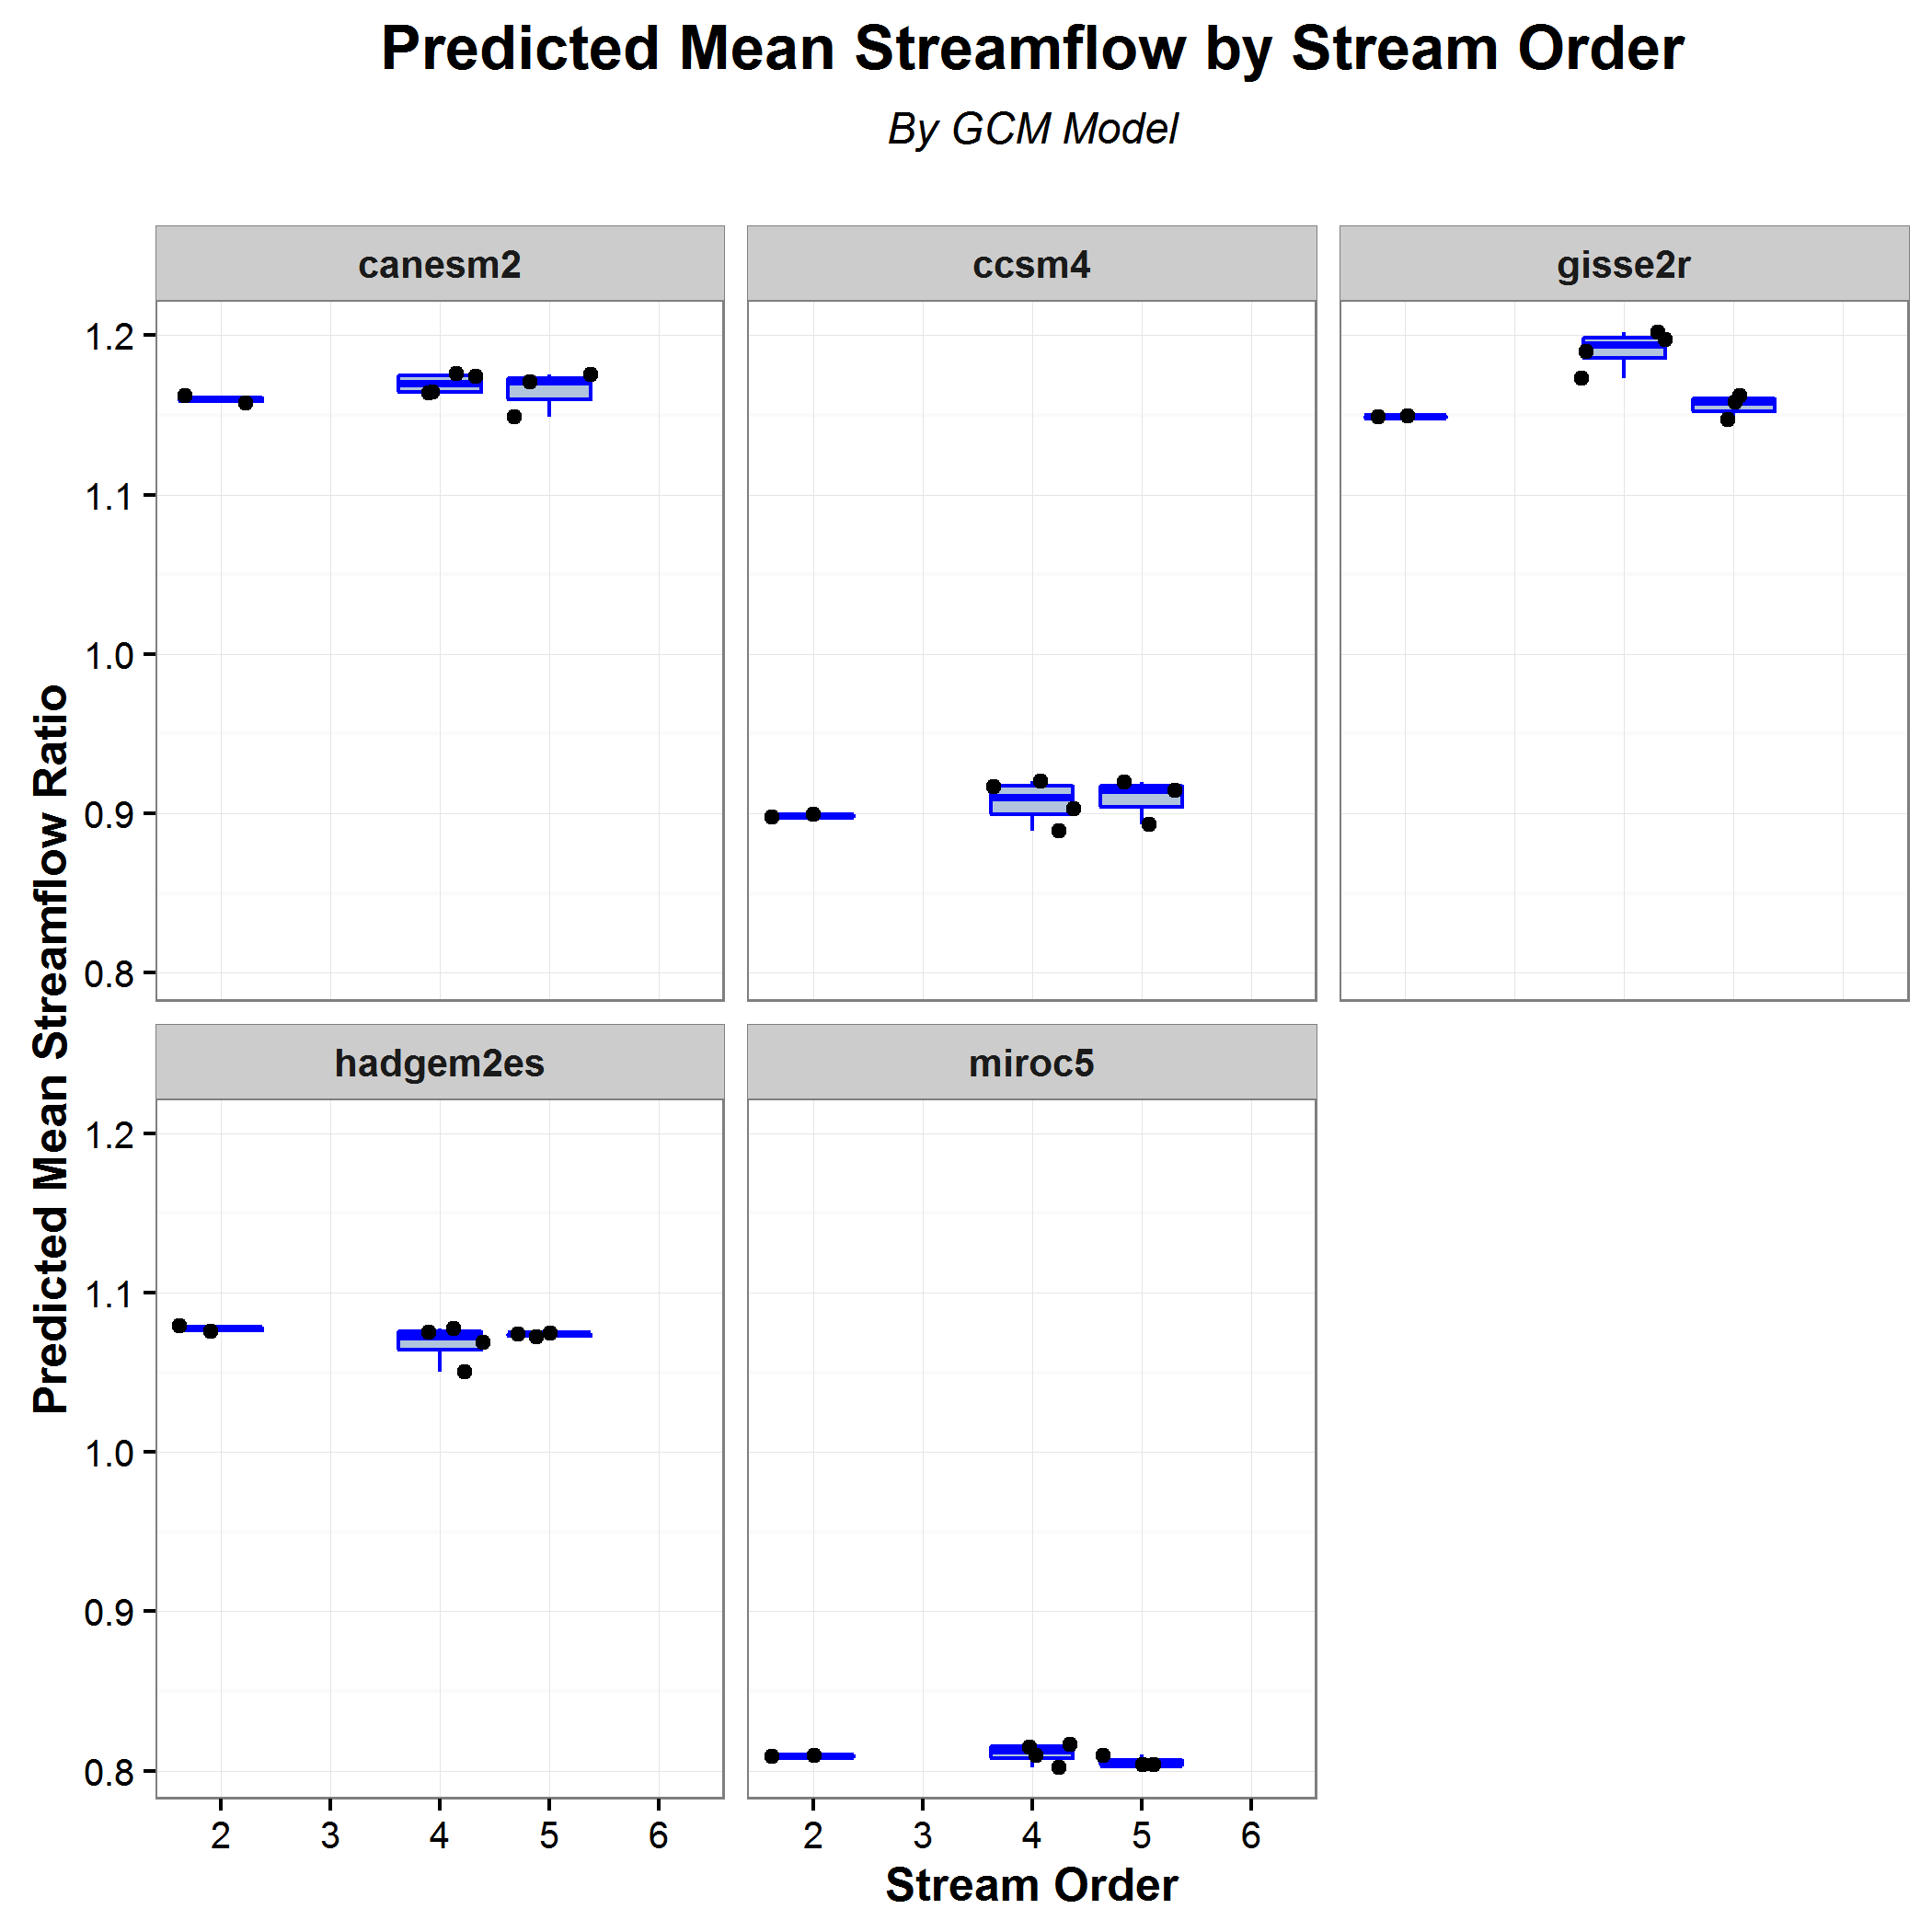 Predicted Mean Streamflow by Stream Order
By GCM Model
canesm2
ccsm4
gisse2r
1.2
1.1
1.0
0.9
0.8
Predicted Mean Streamflow Ratio
hadgem2es
miroc5
1.2
1.1
1.0
0.9
0.8
2 3 4 5 6
2 3 4 5 6
Stream Order